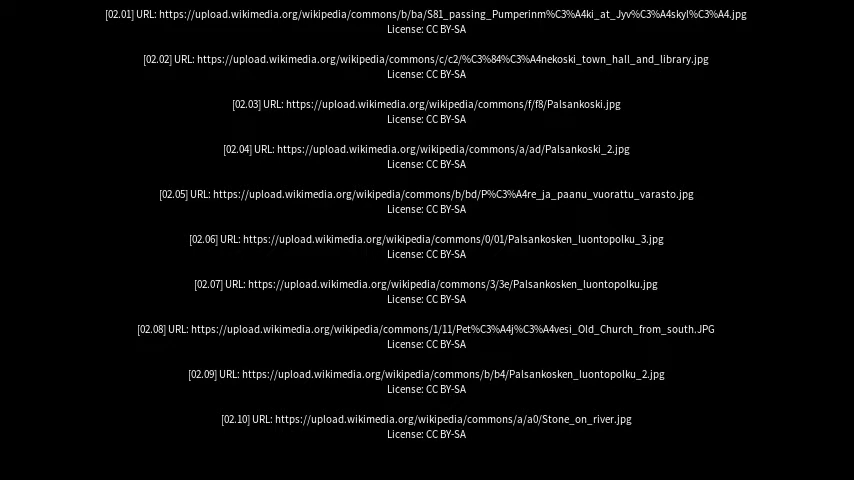 [02.01] URL: https://upload.wikimedia.org/wikipedia/commons/b/ba/S81_passing_Pumperinm%C3%A4ki_at_Jyv%C3%A4skyl%C3%A4.jpg
License: CC BY-SA
[02.02] URL: https://upload.wikimedia.org/wikipedia/commons/c/c2/%C3%84%C3%A4nekoski_town_hall_and_library.jpg
License: CC BY-SA
[02.03] URL: https://upload.wikimedia.org/wikipedia/commons/f/f8/Palsankoski.jpg
License: CC BY-SA
[02.04] URL: https://upload.wikimedia.org/wikipedia/commons/a/ad/Palsankoski_2.jpg
License: CC BY-SA
[02.05] URL: https://upload.wikimedia.org/wikipedia/commons/b/bd/P%C3%A4re_ja_paanu_vuorattu_varasto.jpg
License: CC BY-SA
[02.06] URL: https://upload.wikimedia.org/wikipedia/commons/0/01/Palsankosken_luontopolku_3.jpg
License: CC BY-SA
[02.07] URL: https://upload.wikimedia.org/wikipedia/commons/3/3e/Palsankosken_luontopolku.jpg
License: CC BY-SA
[02.08] URL: https://upload.wikimedia.org/wikipedia/commons/1/11/Pet%C3%A4j%C3%A4vesi_Old_Church_from_south.JPG
License: CC BY-SA
[02.09] URL: https://upload.wikimedia.org/wikipedia/commons/b/b4/Palsankosken_luontopolku_2.jpg
License: CC BY-SA
[02.10] URL: https://upload.wikimedia.org/wikipedia/commons/a/a0/Stone_on_river.jpg
License: CC BY-SA